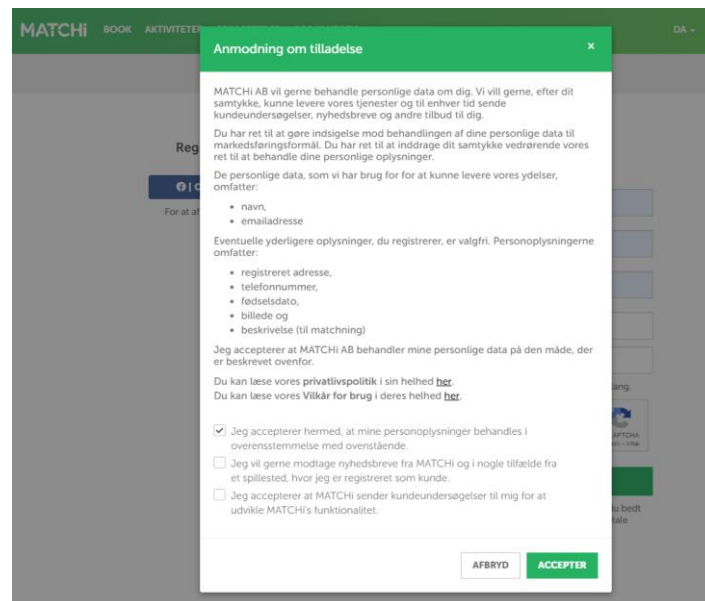 MATCHi BOOK AKTIVITETER DA
Anmodning om tilladelse ×
MATCHi AB vil gerne behandle personlige data om dig. Vi vill gerne, efter dit
samtykke, kunne levere vores tjenester og til enhver tid sende
kundeundersøgelser, nyhedsbreve og andre tilbud til dig.
Du har ret til at gøre indsigelse mod behandlingen af dine personlige data til
markedsføringsformål. Du har ret til at inddrage dit samtykke vedrørende vores
ret til at behandle dine personlige oplysninger.
De personlige data, som vi har brug for for at kunne levere vores ydelser,
omfatter:
• navn,
• emailadresse
Eventuelle yderligere oplysninger, du registrerer, er valgfri. Personoplysningerne
omfatter:
• registreret adresse,
• telefonnummer,
• fødselsdato,
• billede og
• beskrivelse (til matchning)
Jeg accepterer at MATCHi AB behandler mine personlige data på den måde, der
er beskrevet ovenfor.
Du kan læse vores privatlivspolitik i sin helhed her.
Du kan læse vores Vilkår for brug i deres helhed her.
Jeg accepterer hermed, at mine personoplysninger behandles i
overensstemmelse med ovenstående.
Jeg vil gerne modtage nyhedsbreve fra MATCHi og i nogle tilfælde fra
et spillested, hvor jeg er registreret som kunde.
Jeg accepterer at MATCHi sender kundeundersøgelser til mig for at
udvikle MATCHi's funktionalitet.
AFBRYD ACCEPTER
Reg
For at af
ang.
u bedt
tale